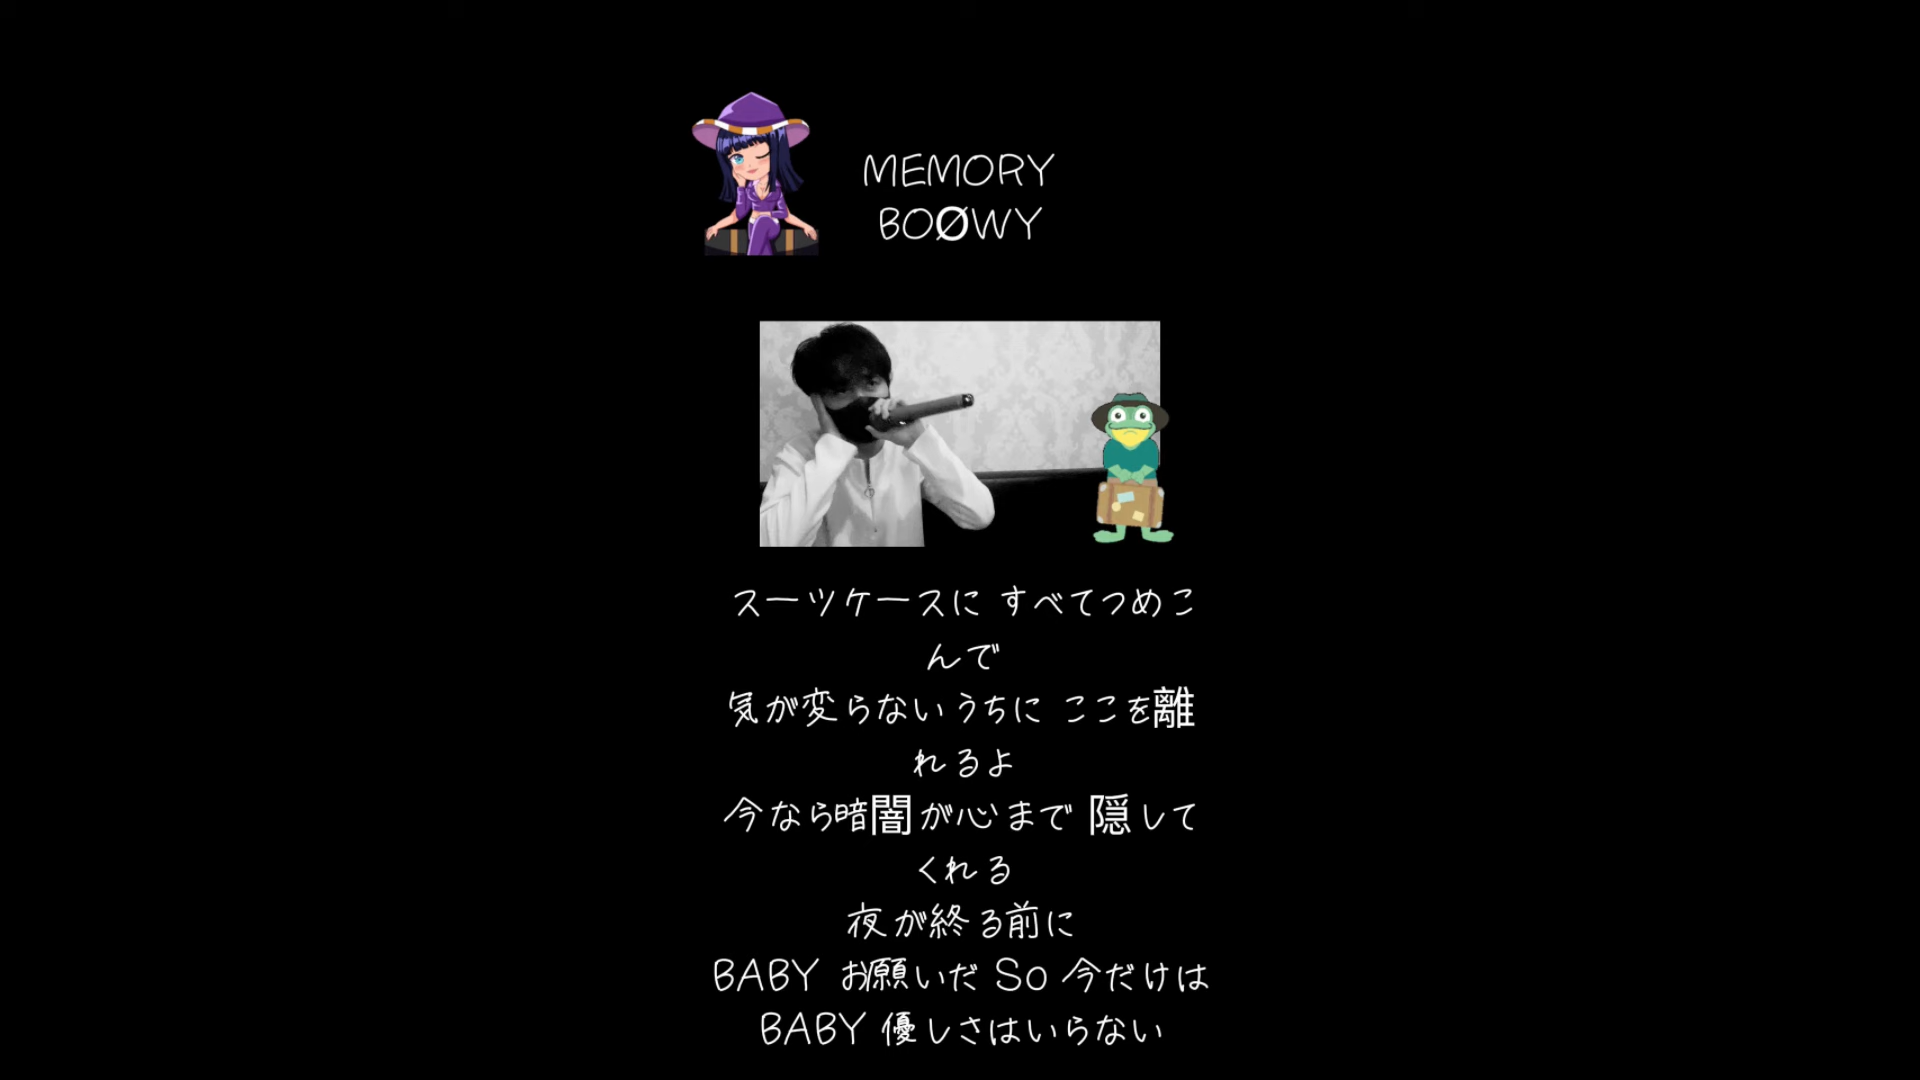 MEMORY
BOØWY
スーツケースに すべてつめこ
んで
気が変らないうちに ここを離
れるよ
今なら暗闇が心まで 隠して
くれる
夜が終る前に
BABY お願いだ So 今だけは
BABY 優しさはいらない